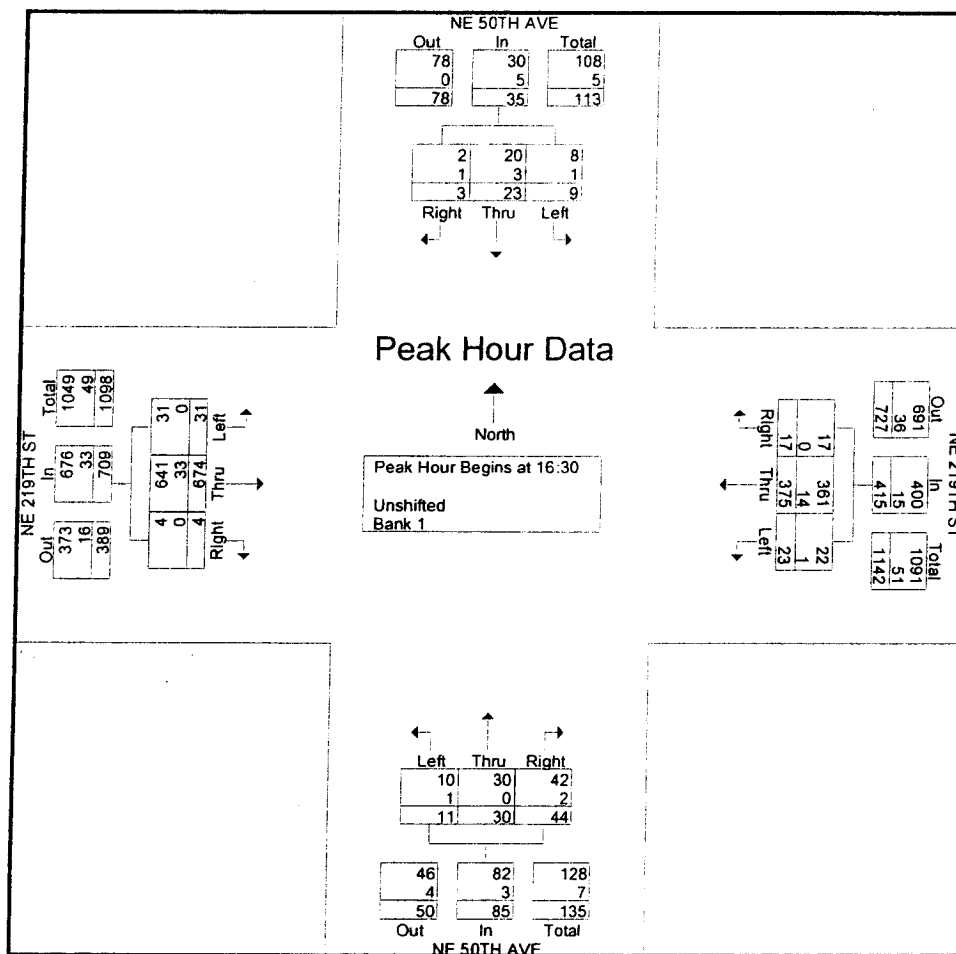 NE 50TH AVE
Out In Total
78 30 108
0 5 5
78 35 113
2 20 8
1 3 1
3 23 9
Right Thru Left
Peak Hour Data
North
Peak Hour Begins at 16:30
Unshifted
Bank 1
NE 219TH ST
Total
1049 49 1098
In
676 33 709
Out
373 16 389
Left
31 0 31
Thru
641 33 674
Right
4 0 4
Right
17 0 17
Thru
361 14 375
Left
22 1 23
NE 219TH ST
Out
691 36 727
In
400 15 415
Total
1091 51 1142
Left Thru Right
10 30 42
1 0 2
11 30 44
46 82 128
4 3 7
50 85 135
Out In Total
NE 50TH AVE